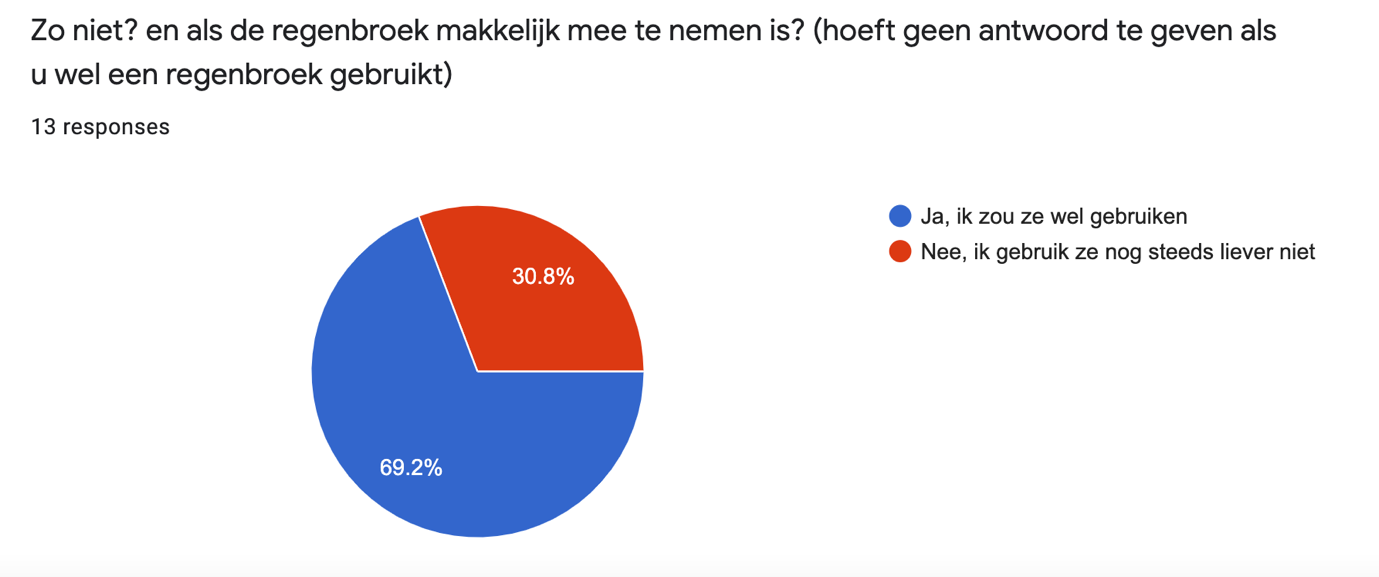 Zo niet? en als de regenbroek makkelijk mee te nemen is? (hoeft geen antwoord te geven als
u wel een regenbroek gebruikt)
13 responses
Ja, ik zou ze wel gebruiken
Nee, ik gebruik ze nog steeds liever niet
30.8%
69.2%